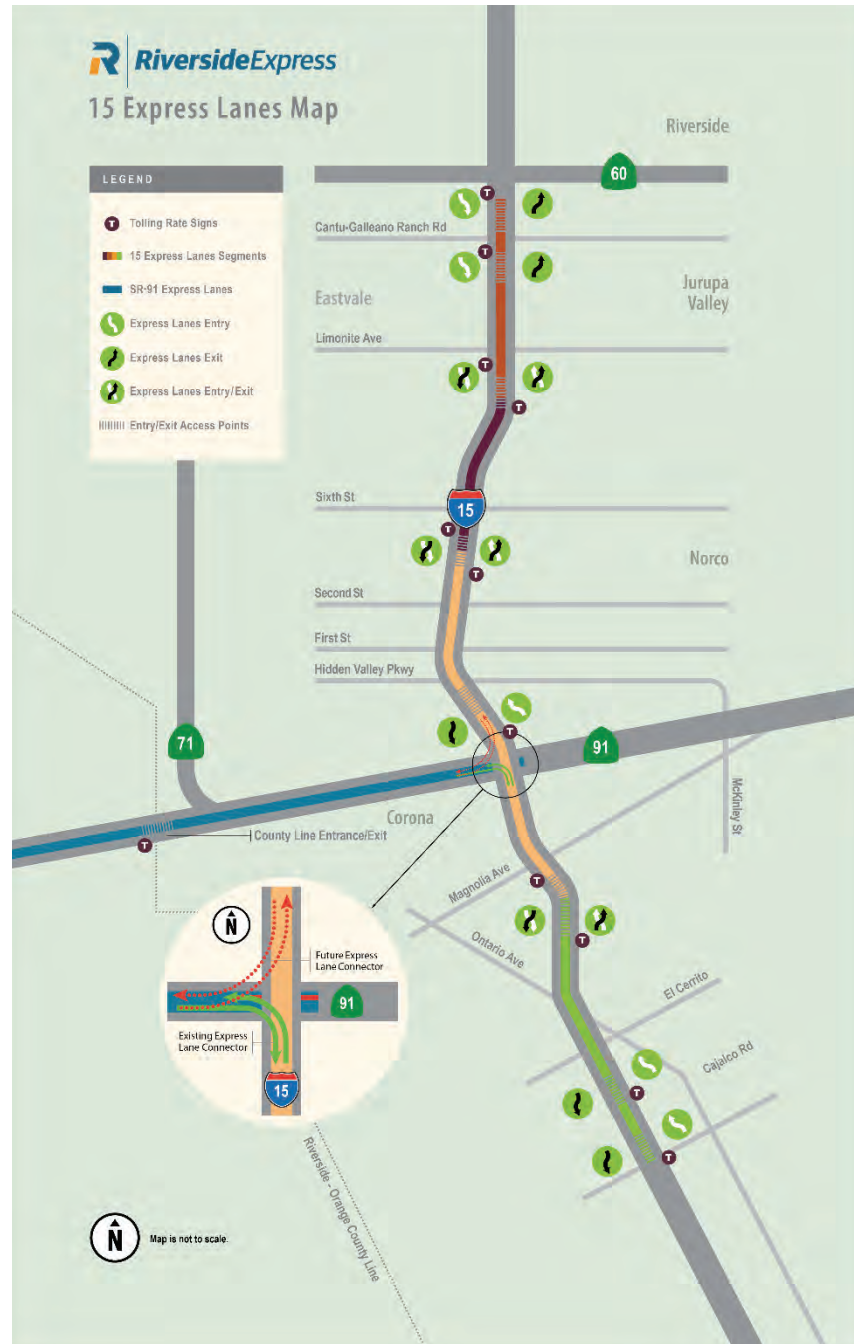 R RiversideExpress
15 Express Lanes Map
LEGEND
T Tolling Rate Signs
15 Express Lanes Segments
SR-91 Express Lanes
Express Lanes Entry
Express Lanes Exit
Express Lanes Entry/Exit
Entry/Exit Access Points
Riverside
60
T
Cantu-Galleano Ranch Rd
T
Eastvale
Jurupa
Valley
Limonite Ave
T
T
Sixth St
15
T
Norco
T
Second St
First St
Hidden Valley Pkwy
71
T
91
McKinley St
Corona
County Line Entrance/Exit
T
Magnolia Ave
T
Ontario Ave
T
El Cerrito
Cajalco Rd
T
T
N
Future Express
Lane Connector
91
Existing Express
Lane Connector
15
Riverside - Orange County Line
N
Map is not to scale